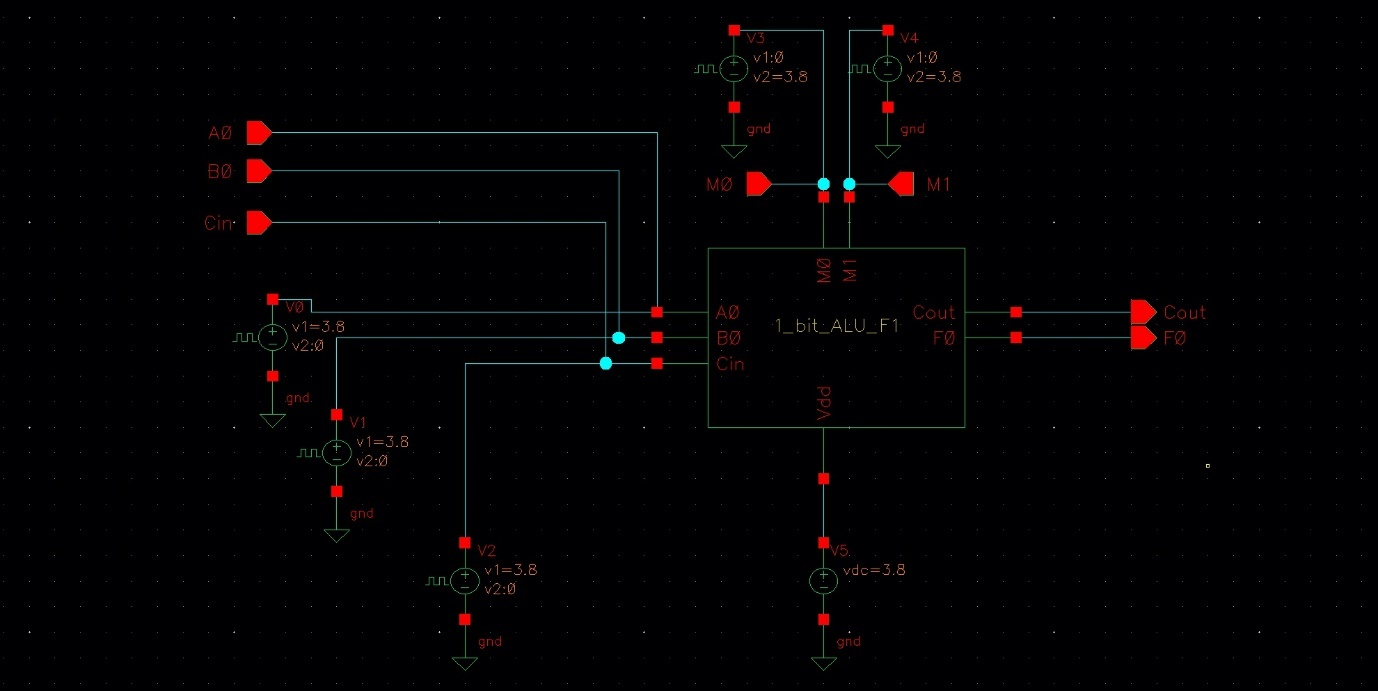 V3
v1:0
v2=3.8
gnd
V4
v1:0
v2=3.8
gnd
A0
B0
Cin
M0
M1
M0
M1
A0
B0
Cin
1_bit_ALU_F1
Cout
F0
Vdd
Cout
F0
V0
v1=3.8
v2:0
gnd
V1
v1=3.8
v2:0
gnd
V2
v1=3.8
v2:0
gnd
V5
vdc=3.8
gnd